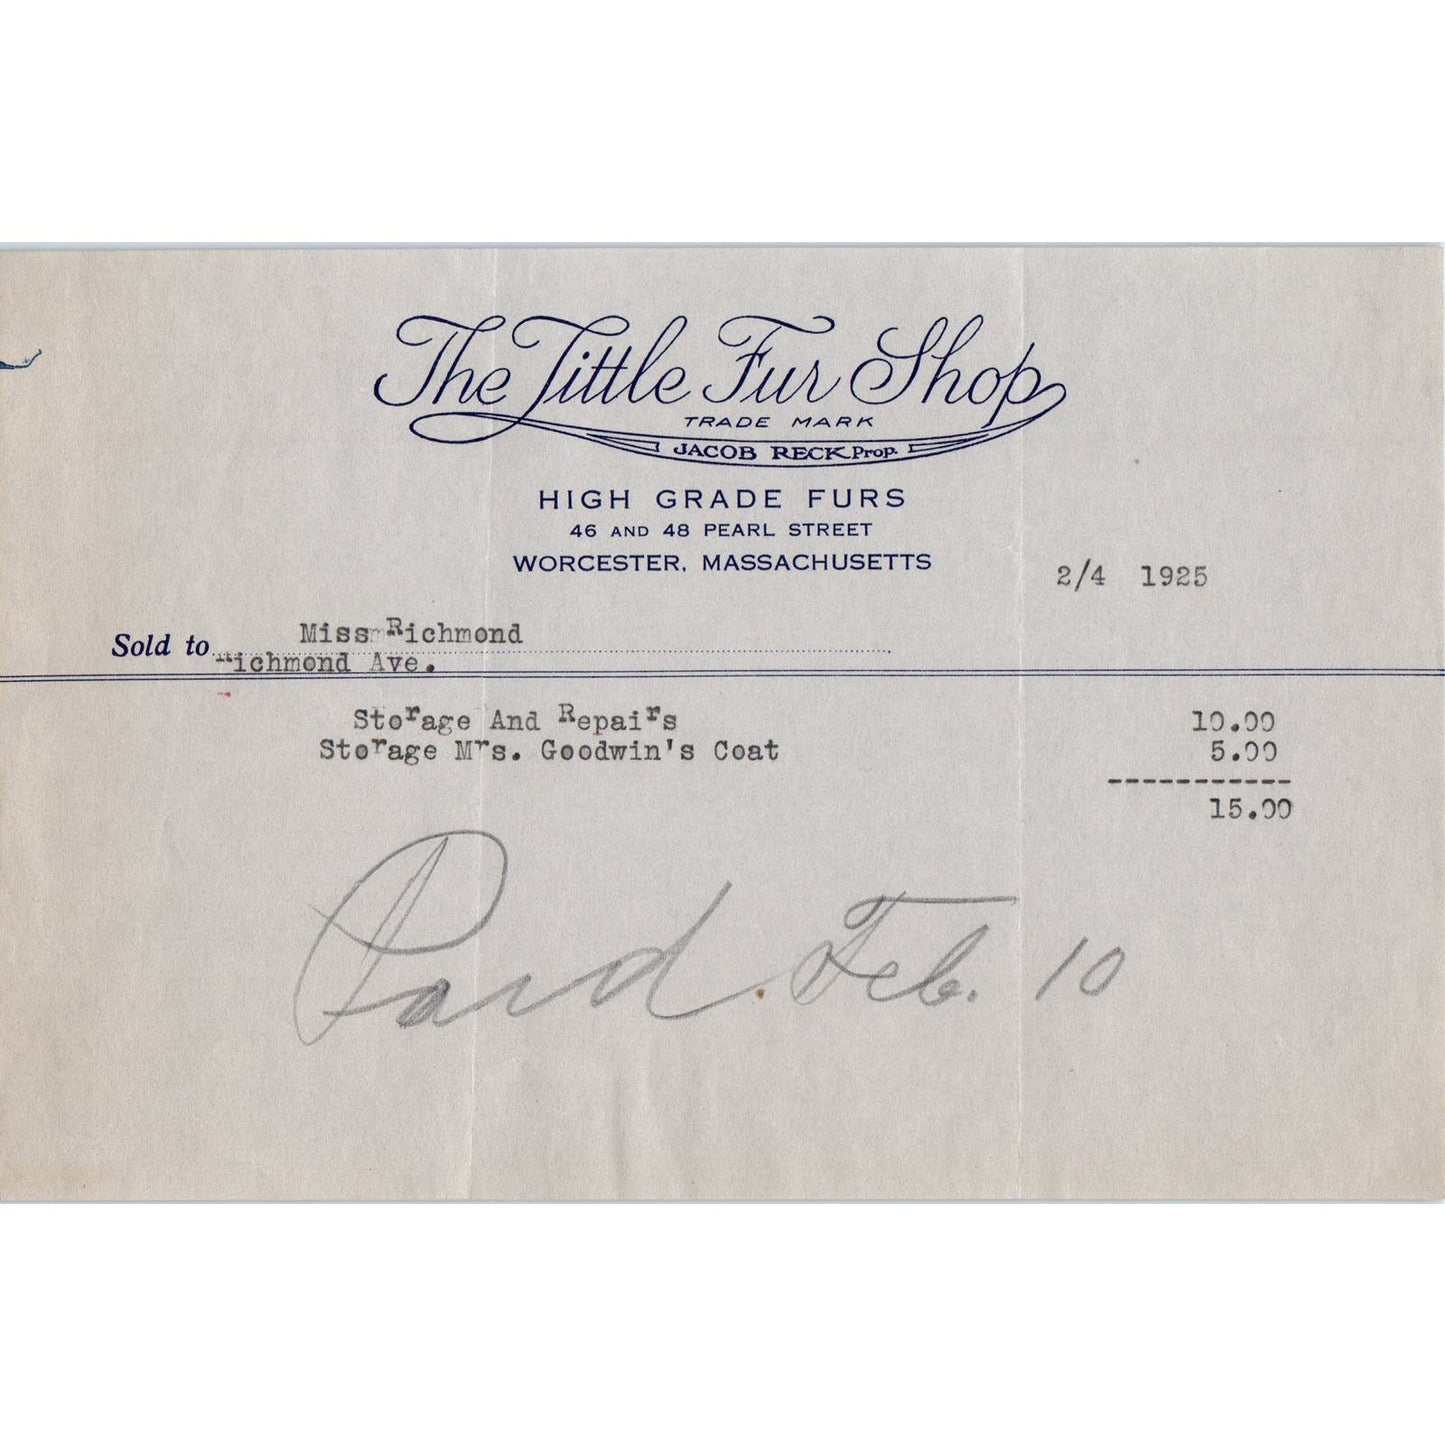 The Little Fur Shop
TRADE MARK
JACOB RECK Prop.
HIGH GRADE FURS
46 AND 48 PEARL STREET
WORCESTER, MASSACHUSETTS
2/4 1925
Sold to Miss Richmond
Richmond Ave.
Storage And Repairs 10.00
Storage Mrs. Goodwin's Coat 5.00
-----------
15.00
Paid. Feb. 10